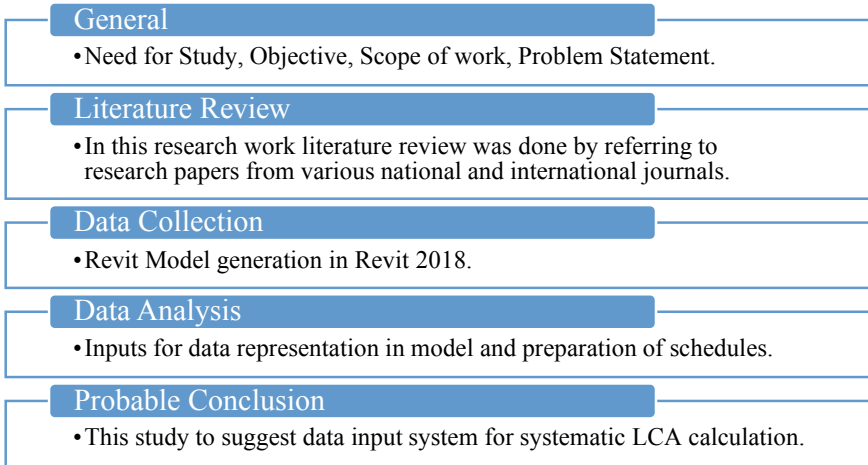 General
•Need for Study, Objective, Scope of work, Problem Statement.
Literature Review
•In this research work literature review was done by referring to
research papers from various national and international journals.
Data Collection
•Revit Model generation in Revit 2018.
Data Analysis
•Inputs for data representation in model and preparation of schedules.
Probable Conclusion
•This study to suggest data input system for systematic LCA calculation.